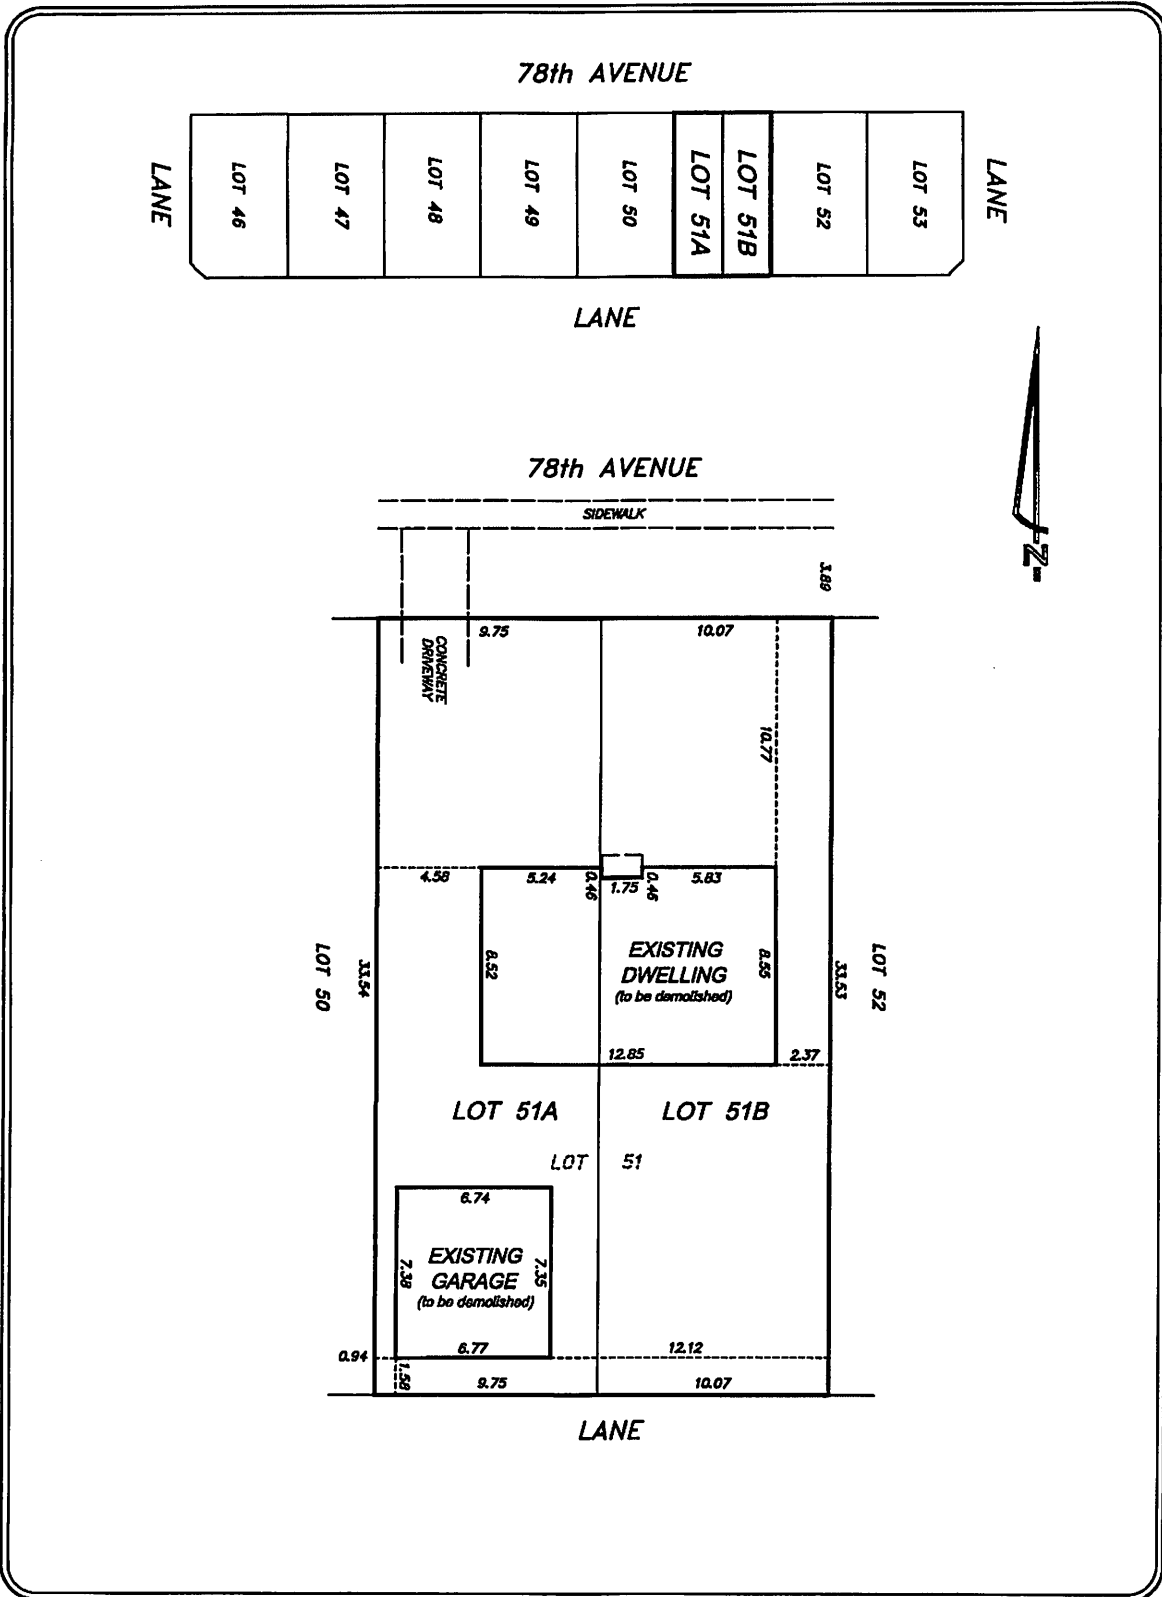 78th AVENUE
LANE
LOT 46
LOT 47
LOT 48
LOT 49
LOT 50
LOT 51A
LOT 51B
LOT 52
LOT 53
LANE
LANE
N
78th AVENUE
SIDEWALK
3.89
9.75
10.07
CONCRETE
DRIVEWAY
10.77
4.58
5.24
0.46
1.75
0.46
5.83
8.52
EXISTING
DWELLING
(to be demolished)
8.55
LOT 50
33.54
33.53
LOT 52
12.85
2.37
LOT 51A
LOT 51B
LOT 51
6.74
7.38
EXISTING
GARAGE
(to be demolished)
7.35
0.94
6.77
12.12
1.58
9.75
10.07
LANE